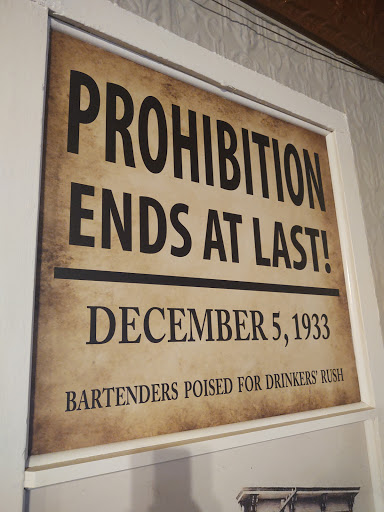 PROHIBITION
ENDS AT LAST!
DECEMBER 5, 1933
BARTENDERS POISED FOR DRINKERS' RUSH